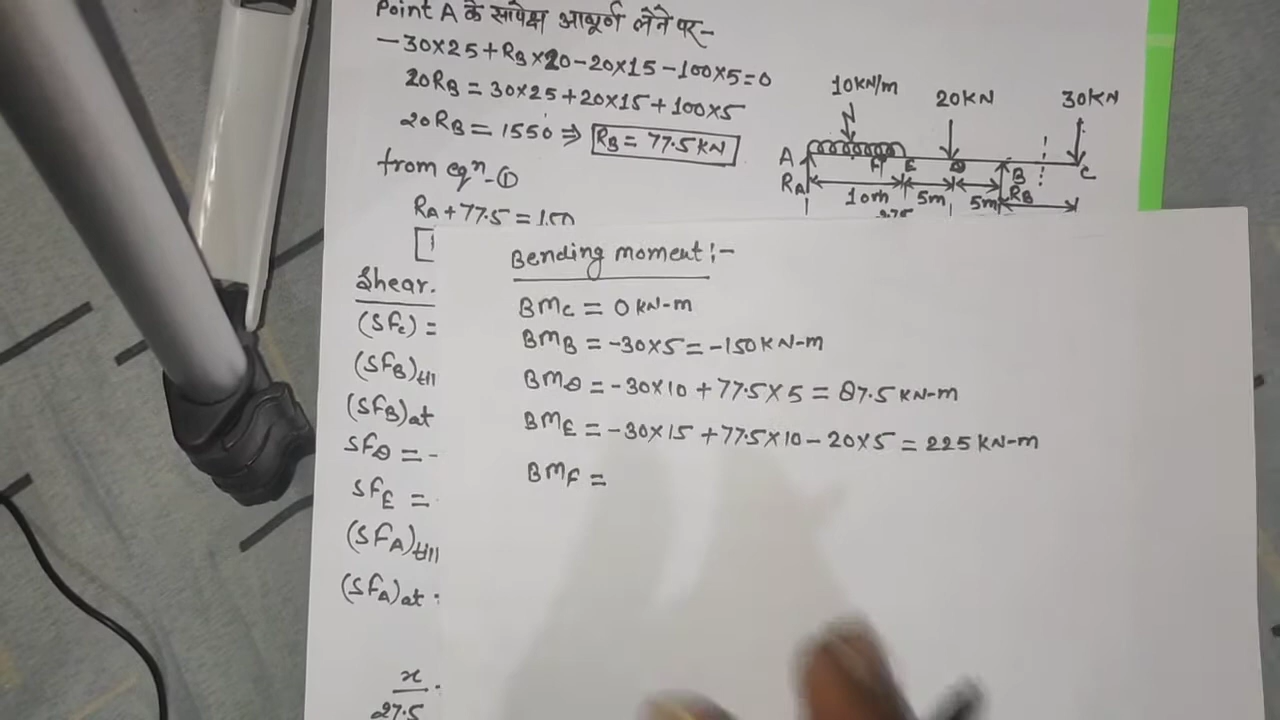 Point A के सापेक्ष आघूर्ण लेने पर-
-30×25+RB×20-20×15-100×5=0
20RB = 30×25+20×15+100×5
20RB = 1550 ⇒ RB = 77.5 KN
from eqn-①
RA+77.5 = 150
10KN/m
20KN
30KN
A
F
E
D
B
C
RA
10m
5m
5m
RB
2.75
Bending moment:-
BMC = 0 KN-m
BMB = -30×5 = -150KN-m
BMD = -30×10 + 77.5×5 = 87.5 KN-m
BME = -30×15 + 77.5×10 - 20×5 = 225 KN-m
BMF =
Shear.
(SFC) =
(SFB)
(SFB)at
SFD = -
SFE =
(SFA)
(SFA)at
x
27.5